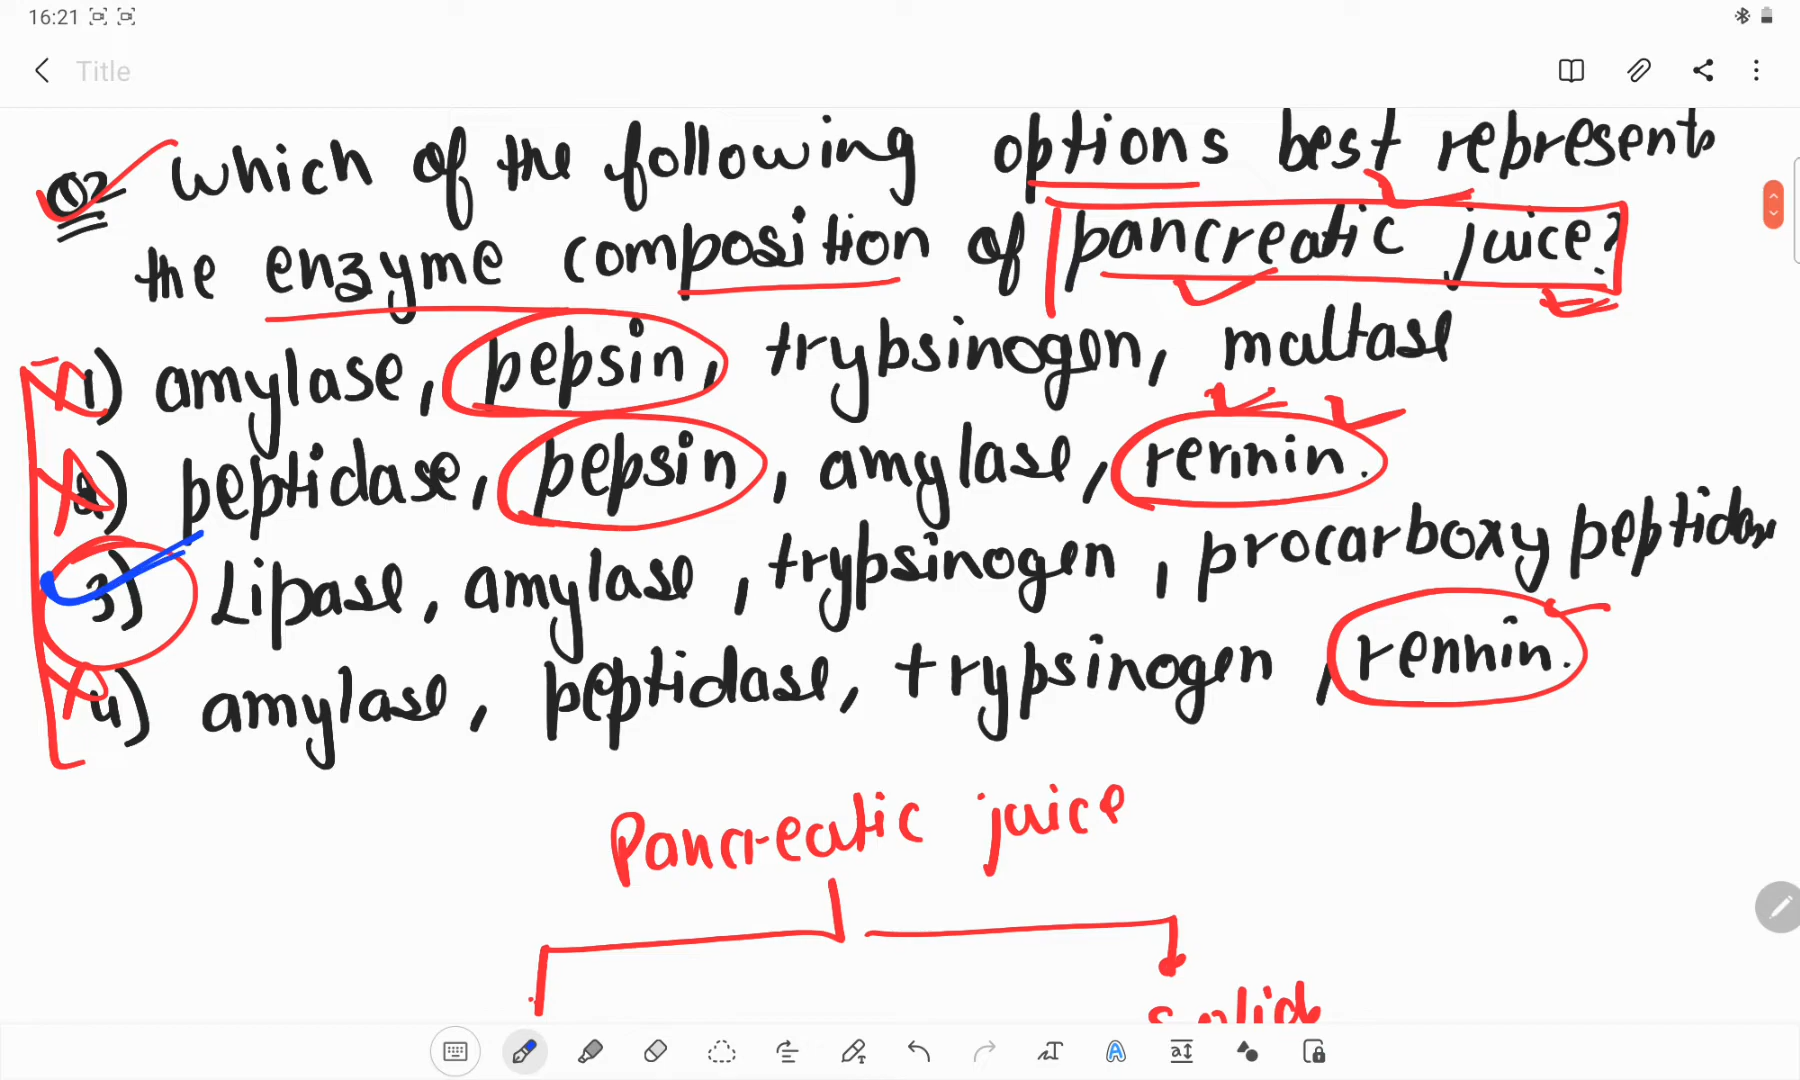 16:21
Title
Q2 which of the following options best represents
the enzyme composition of pancreatic juice?
1) amylase, pepsin, trypsinogen, maltase
2) peptidase, pepsin, amylase, rennin.
3) Lipase, amylase, trypsinogen, procarboxypeptidase
4) amylase, peptidase, trypsinogen, rennin.
Pancreatic juice